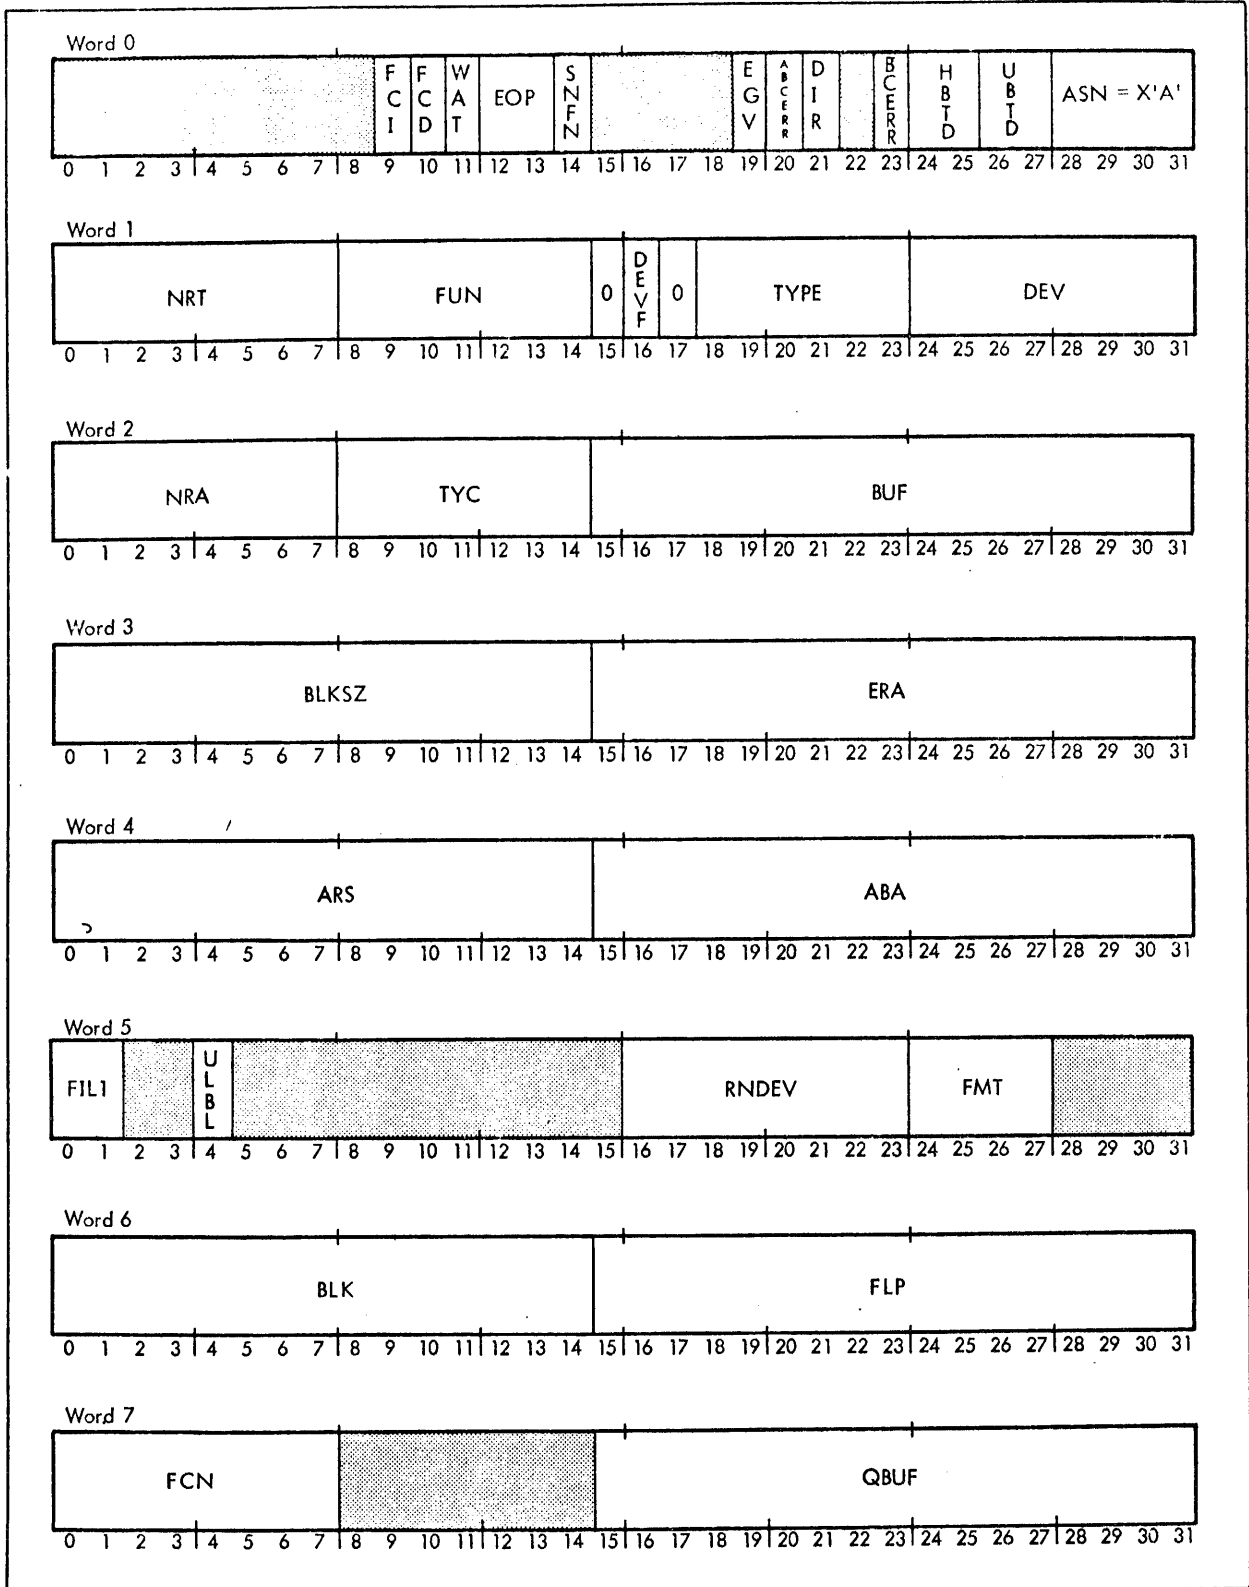 Word 0
FCI FCD WAT EOP SNFN EGV ABCERR DIR BCERR HBTD UBTD ASN = X'A'
0 1 2 3 4 5 6 7 8 9 10 11 12 13 14 15 16 17 18 19 20 21 22 23 24 25 26 27 28 29 30 31
Word 1
NRT FUN 0 DEVF 0 TYPE DEV
0 1 2 3 4 5 6 7 8 9 10 11 12 13 14 15 16 17 18 19 20 21 22 23 24 25 26 27 28 29 30 31
Word 2
NRA TYC BUF
0 1 2 3 4 5 6 7 8 9 10 11 12 13 14 15 16 17 18 19 20 21 22 23 24 25 26 27 28 29 30 31
Word 3
BLKSZ ERA
0 1 2 3 4 5 6 7 8 9 10 11 12 13 14 15 16 17 18 19 20 21 22 23 24 25 26 27 28 29 30 31
Word 4
ARS ABA
0 1 2 3 4 5 6 7 8 9 10 11 12 13 14 15 16 17 18 19 20 21 22 23 24 25 26 27 28 29 30 31
Word 5
FIL1 ULBL RNDEV FMT
0 1 2 3 4 5 6 7 8 9 10 11 12 13 14 15 16 17 18 19 20 21 22 23 24 25 26 27 28 29 30 31
Word 6
BLK FLP
0 1 2 3 4 5 6 7 8 9 10 11 12 13 14 15 16 17 18 19 20 21 22 23 24 25 26 27 28 29 30 31
Word 7
FCN QBUF
0 1 2 3 4 5 6 7 8 9 10 11 12 13 14 15 16 17 18 19 20 21 22 23 24 25 26 27 28 29 30 31